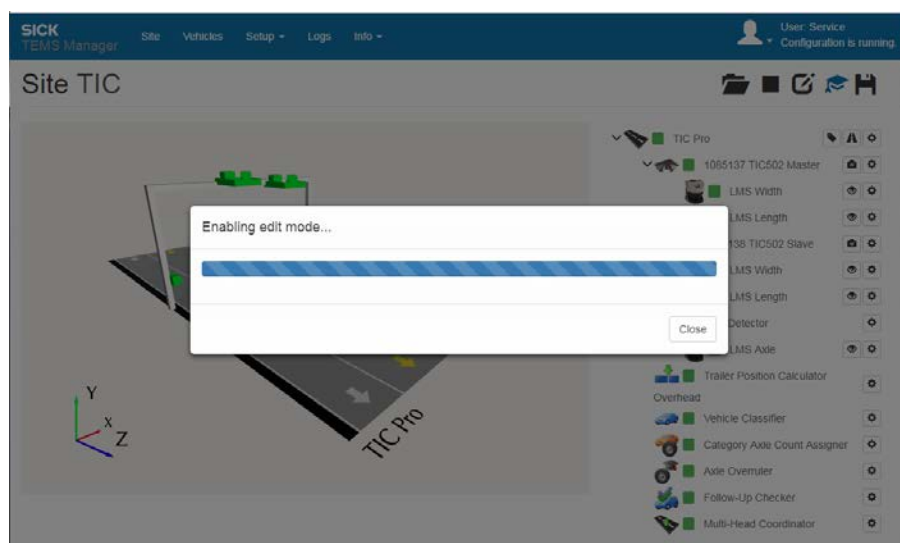 SICK
TEMS Manager
Site Vehicles Setup Logs Info
User: Service
Configuration is running.
Site TIC
TIC Pro
1085137 TIC502 Master
LMS Width
LMS Length
138 TIC502 Slave
LMS Width
LMS Length
Detector
LMS Axle
Trailer Position Calculator
Overhead
Vehicle Classifier
Category Axle Count Assigner
Axle Overruler
Follow-Up Checker
Multi-Head Coordinator
Enabling edit mode...
Close
Y
X
Z
TIC Pro